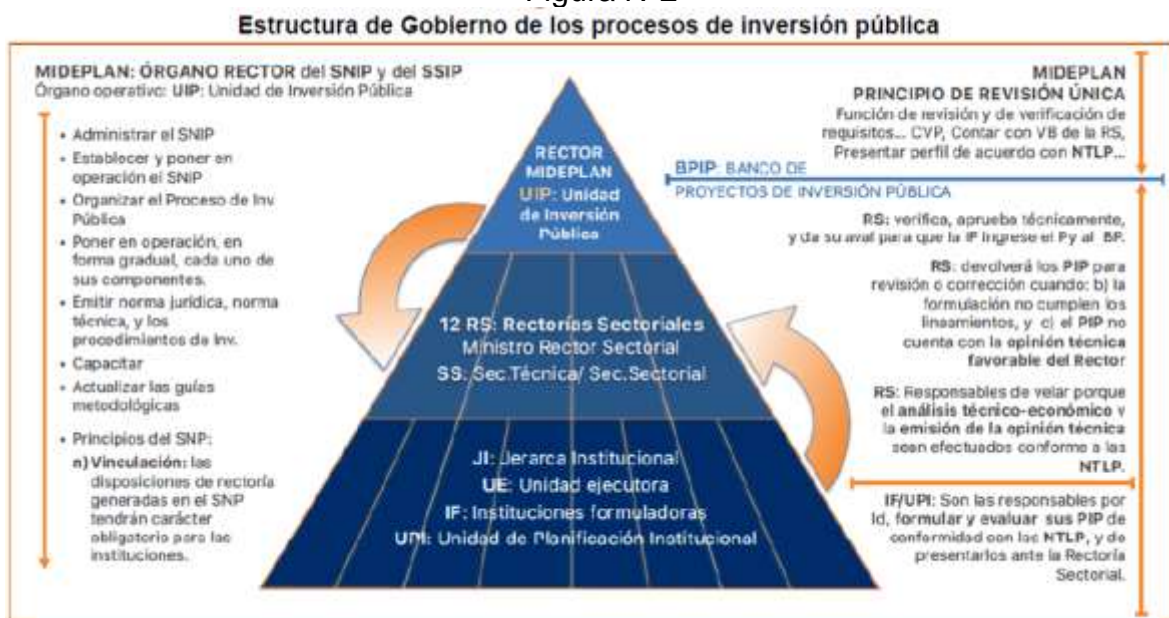 Estructura de Gobierno de los procesos de inversión pública
MIDEPLAN: ÓRGANO RECTOR del SNIP y del SSIP
Órgano operativo: UIP: Unidad de Inversión Pública
• Administrar el SNIP
• Establecer y poner en
operación el SNIP
• Organizar el Proceso de Inv
Pública
• Poner en operación, en
forma gradual, cada uno de
sus componentes.
• Emitir norma jurídica, norma
técnica, y los
procedimientos de Inv.
• Capacitar
• Actualizar las guías
metodológicas
• Principios del SNP:
n) Vinculación: las
disposiciones de rectoría
generadas en el SNP
tendrán carácter
obligatorio para las
instituciones.
RECTOR
MIDEPLAN
UIP: Unidad
de Inversión
Pública
12 RS: Rectorías Sectoriales
Ministro Rector Sectorial
SS: Sec.Técnica/ Sec.Sectorial
JI: Jerarca Institucional
UE: Unidad ejecutora
IF: Instituciones formuladoras
UPI: Unidad de Planificación Institucional
MIDEPLAN
PRINCIPIO DE REVISIÓN ÚNICA
Función de revisión y de verificación de
requisitos... CVP, Contar con VB de la RS,
Presentar perfil de acuerdo con NTLP...
BPIP: BANCO DE
PROYECTOS DE INVERSIÓN PÚBLICA
RS: verifica, aprueba técnicamente,
y da su aval para que la IF ingrese el Py al BP.
RS: devolverá los PIP para
revisión o corrección cuando: b) la
formulación no cumplen los
lineamientos, y c) el PIP no
cuenta con la opinión técnica
favorable del Rector
RS: Responsables de velar porque
el análisis técnico-económico y
la emisión de la opinión técnica
sean efectuados conforme a las
NTLP.
IF/UPI: Son las responsables por
Id, formular y evaluar sus PIP de
conformidad con las NTLP, y de
presentarlos ante la Rectoría
Sectorial.